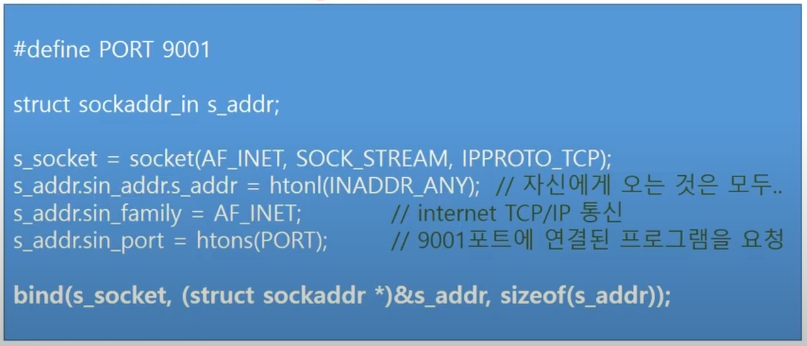 #define PORT 9001
struct sockaddr_in s_addr;
s_socket = socket(AF_INET, SOCK_STREAM, IPPROTO_TCP);
s_addr.sin_addr.s_addr = htonl(INADDR_ANY); // 자신에게 오는 것은 모두..
s_addr.sin_family = AF_INET; // internet TCP/IP 통신
s_addr.sin_port = htons(PORT); // 9001포트에 연결된 프로그램을 요청
bind(s_socket, (struct sockaddr *)&s_addr, sizeof(s_addr));